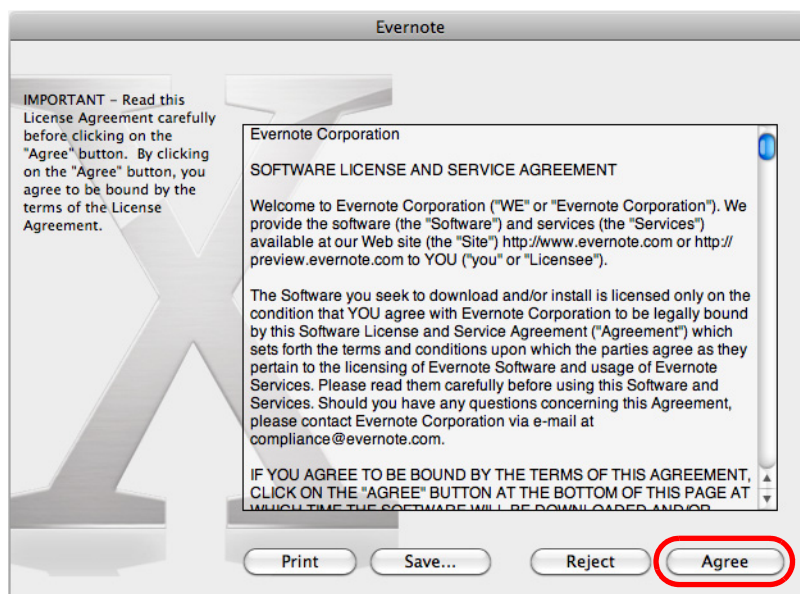 Evernote
IMPORTANT – Read this
License Agreement carefully
before clicking on the
"Agree" button.  By clicking
on the "Agree" button, you
agree to be bound by the
terms of the License
Agreement.
Evernote Corporation
SOFTWARE LICENSE AND SERVICE AGREEMENT
Welcome to Evernote Corporation ("WE" or "Evernote Corporation"). We
provide the software (the "Software") and services (the "Services")
available at our Web site (the "Site") http://www.evernote.com or http://
preview.evernote.com to YOU ("you" or "Licensee").
The Software you seek to download and/or install is licensed only on the
condition that YOU agree with Evernote Corporation to be legally bound
by this Software License and Service Agreement ("Agreement") which
sets forth the terms and conditions upon which the parties agree as they
pertain to the licensing of Evernote Software and usage of Evernote
Services. Please read them carefully before using this Software and
Services. Should you have any questions concerning this Agreement,
please contact Evernote Corporation via e-mail at
compliance@evernote.com.
IF YOU AGREE TO BE BOUND BY THE TERMS OF THIS AGREEMENT,
CLICK ON THE "AGREE" BUTTON AT THE BOTTOM OF THIS PAGE AT
WHICH TIME THE SOFTWARE WILL BE DOWNLOADED AND/OR
Print
Save...
Reject
Agree